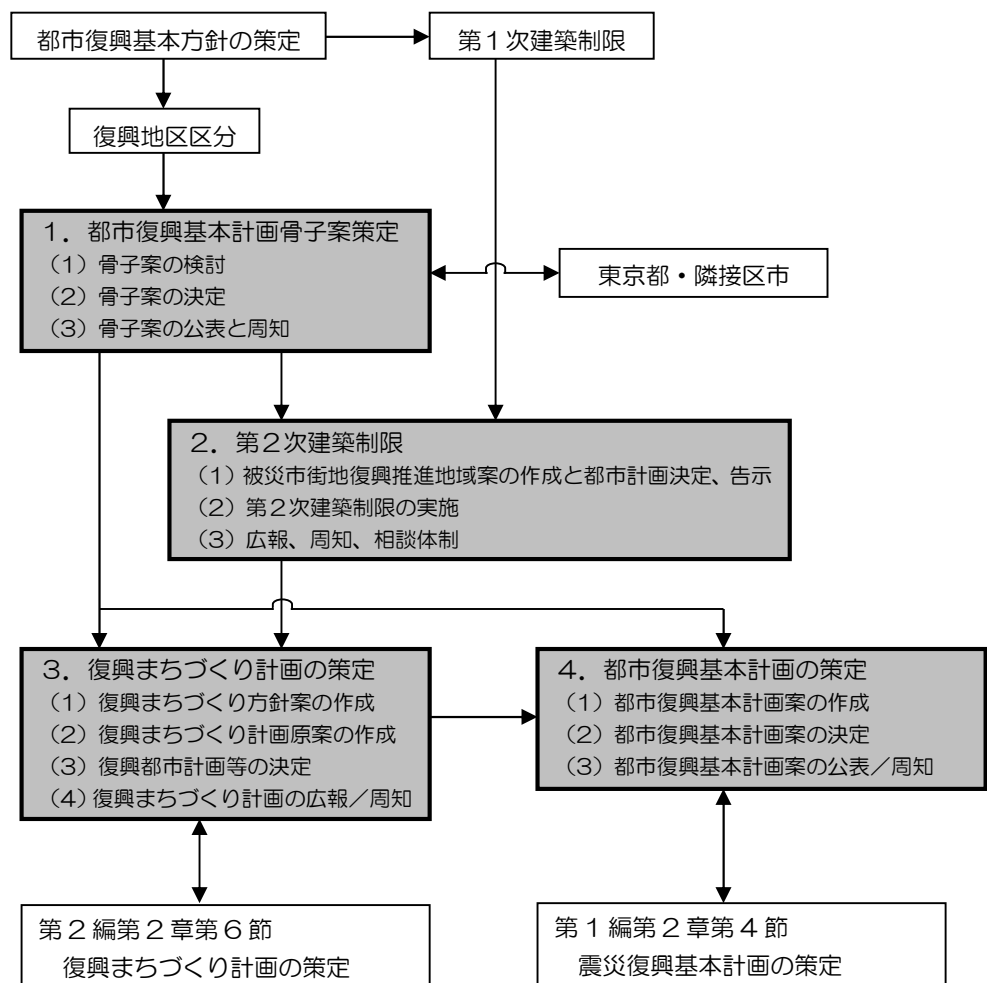 都市復興基本方針の策定
第1次建築制限
復興地区区分
1．都市復興基本計画骨子案策定
（1）骨子案の検討
（2）骨子案の決定
（3）骨子案の公表と周知
東京都・隣接区市
2．第2次建築制限
（1）被災市街地復興推進地域案の作成と都市計画決定、告示
（2）第2次建築制限の実施
（3）広報、周知、相談体制
3．復興まちづくり計画の策定
（1）復興まちづくり方針案の作成
（2）復興まちづくり計画原案の作成
（3）復興都市計画等の決定
（4）復興まちづくり計画の広報／周知
4．都市復興基本計画の策定
（1）都市復興基本計画案の作成
（2）都市復興基本計画案の決定
（3）都市復興基本計画案の公表／周知
第2編第2章第6節
復興まちづくり計画の策定
第1編第2章第4節
震災復興基本計画の策定